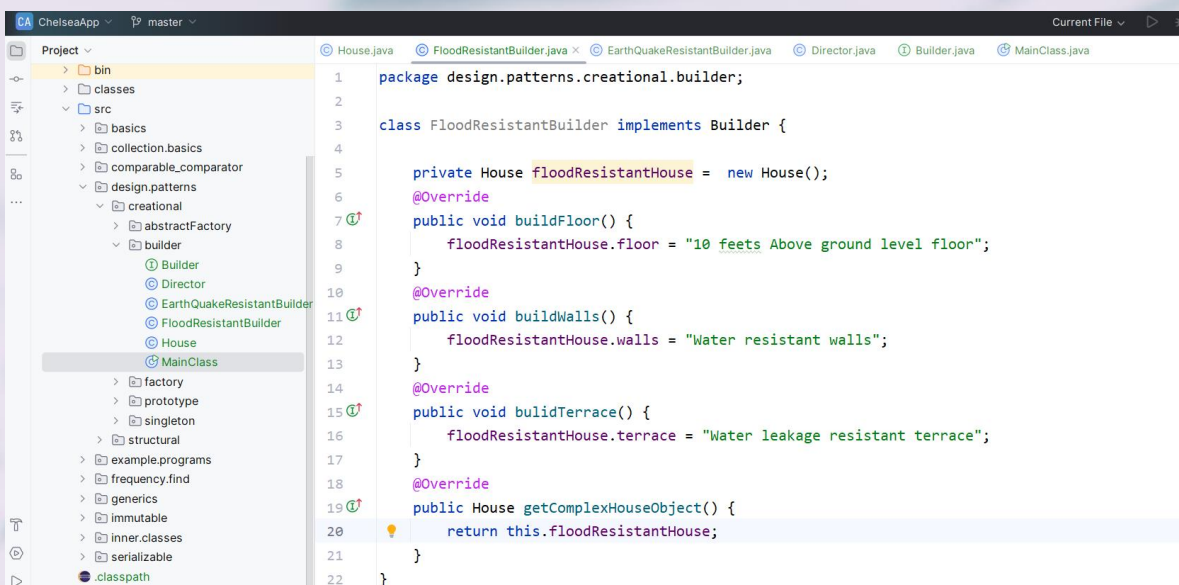 CA ChelseaApp master Current File
Project
House.java FloodResistantBuilder.java EarthQuakeResistantBuilder.java Director.java Builder.java MainClass.java
bin
classes
src
basics
collection.basics
comparable_comparator
design.patterns
creational
abstractFactory
builder
Builder
Director
EarthQuakeResistantBuilder
FloodResistantBuilder
House
MainClass
factory
prototype
singleton
structural
example.programs
frequency.find
generics
immutable
inner.classes
serializable
.classpath
1 package design.patterns.creational.builder;
2
3 class FloodResistantBuilder implements Builder {
4
5 private House floodResistantHouse =  new House();
6 @Override
7 public void buildFloor() {
8 floodResistantHouse.floor = "10 feets Above ground level floor";
9 }
10 @Override
11 public void buildWalls() {
12 floodResistantHouse.walls = "Water resistant walls";
13 }
14 @Override
15 public void bulidTerrace() {
16 floodResistantHouse.terrace = "Water leakage resistant terrace";
17 }
18 @Override
19 public House getComplexHouseObject() {
20 return this.floodResistantHouse;
21 }
22 }